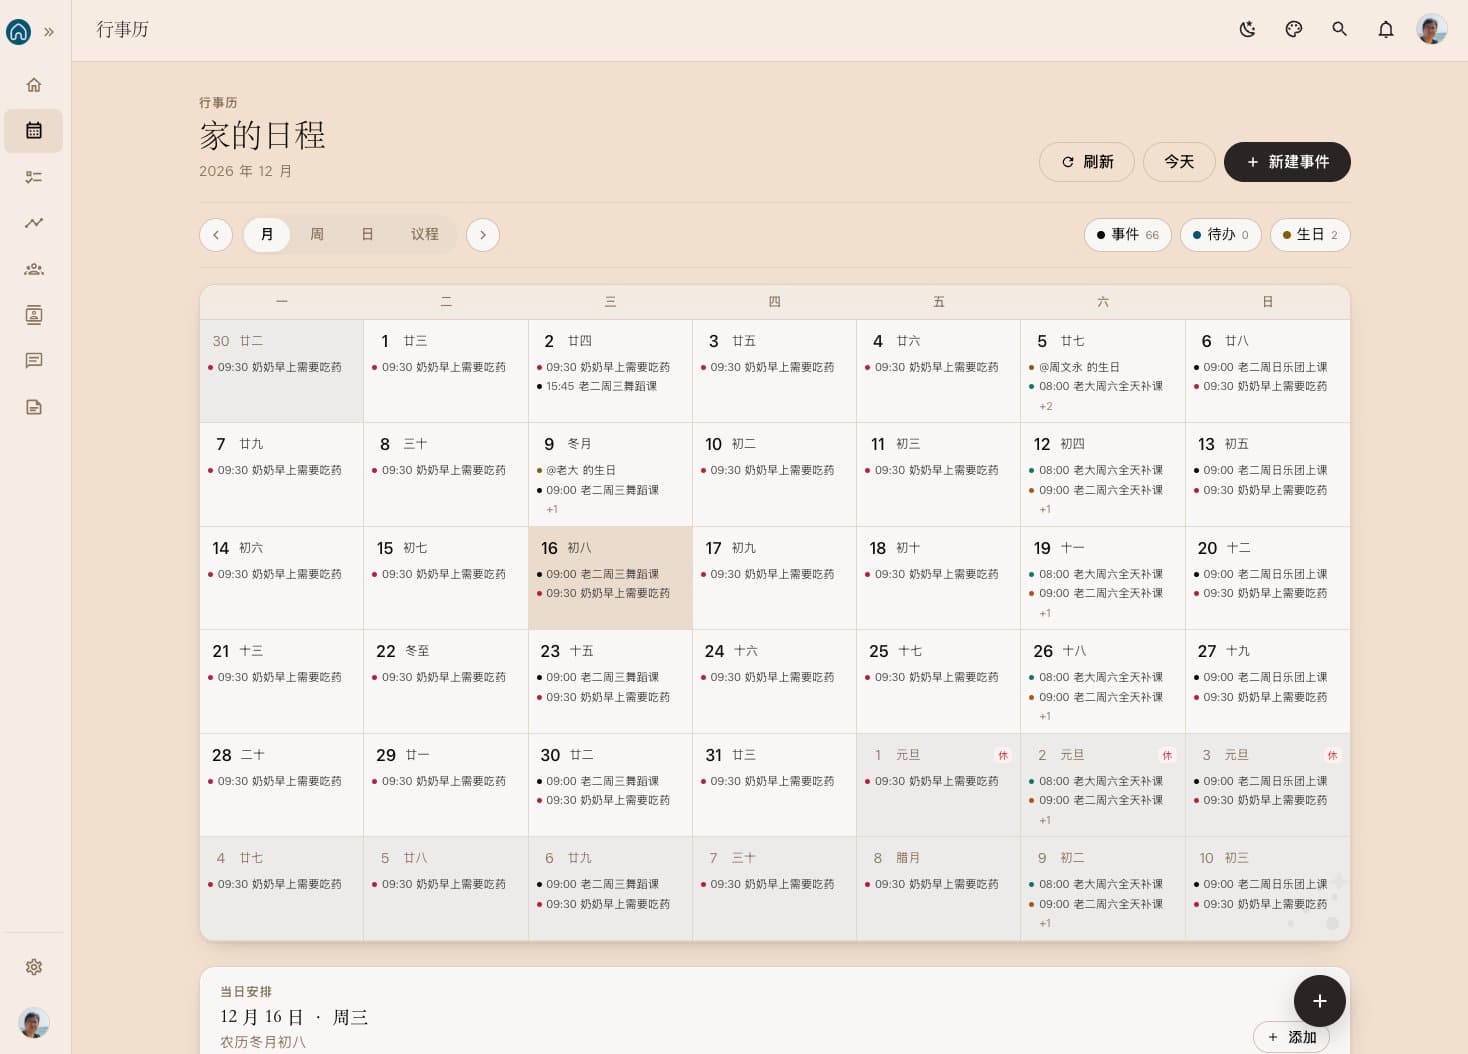 行事历
行事历
家的日程
2026 年 12 月
刷新
今天
新建事件
月 周 日 议程
事件 66
待办 0
生日 2
一 二 三 四 五 六 日
30 廿二
09:30 奶奶早上需要吃药
1 廿三
09:30 奶奶早上需要吃药
2 廿四
09:30 奶奶早上需要吃药
15:45 老二周三舞蹈课
3 廿五
09:30 奶奶早上需要吃药
4 廿六
09:30 奶奶早上需要吃药
5 廿七
@周文永 的生日
08:00 老大周六全天补课
+2
6 廿八
09:00 老二周日乐团上课
09:30 奶奶早上需要吃药
7 廿九
09:30 奶奶早上需要吃药
8 三十
09:30 奶奶早上需要吃药
9 冬月
@老大 的生日
09:00 老二周三舞蹈课
+1
10 初二
09:30 奶奶早上需要吃药
11 初三
09:30 奶奶早上需要吃药
12 初四
08:00 老大周六全天补课
09:00 老二周六全天补课
+1
13 初五
09:00 老二周日乐团上课
09:30 奶奶早上需要吃药
14 初六
09:30 奶奶早上需要吃药
15 初七
09:30 奶奶早上需要吃药
16 初八
09:00 老二周三舞蹈课
09:30 奶奶早上需要吃药
17 初九
09:30 奶奶早上需要吃药
18 初十
09:30 奶奶早上需要吃药
19 十一
08:00 老大周六全天补课
09:00 老二周六全天补课
+1
20 十二
09:00 老二周日乐团上课
09:30 奶奶早上需要吃药
21 十三
09:30 奶奶早上需要吃药
22 冬至
09:30 奶奶早上需要吃药
23 十五
09:00 老二周三舞蹈课
09:30 奶奶早上需要吃药
24 十六
09:30 奶奶早上需要吃药
25 十七
09:30 奶奶早上需要吃药
26 十八
08:00 老大周六全天补课
09:00 老二周六全天补课
+1
27 十九
09:00 老二周日乐团上课
09:30 奶奶早上需要吃药
28 二十
09:30 奶奶早上需要吃药
29 廿一
09:30 奶奶早上需要吃药
30 廿二
09:00 老二周三舞蹈课
09:30 奶奶早上需要吃药
31 廿三
09:30 奶奶早上需要吃药
1 元旦 休
09:30 奶奶早上需要吃药
2 元旦 休
08:00 老大周六全天补课
09:00 老二周六全天补课
+1
3 元旦 休
09:00 老二周日乐团上课
09:30 奶奶早上需要吃药
4 廿七
09:30 奶奶早上需要吃药
5 廿八
09:30 奶奶早上需要吃药
6 廿九
09:00 老二周三舞蹈课
09:30 奶奶早上需要吃药
7 三十
09:30 奶奶早上需要吃药
8 腊月
09:30 奶奶早上需要吃药
9 初二
08:00 老大周六全天补课
09:00 老二周六全天补课
+1
10 初三
09:00 老二周日乐团上课
09:30 奶奶早上需要吃药
当日安排
12 月 16 日 · 周三
农历冬月初八
添加